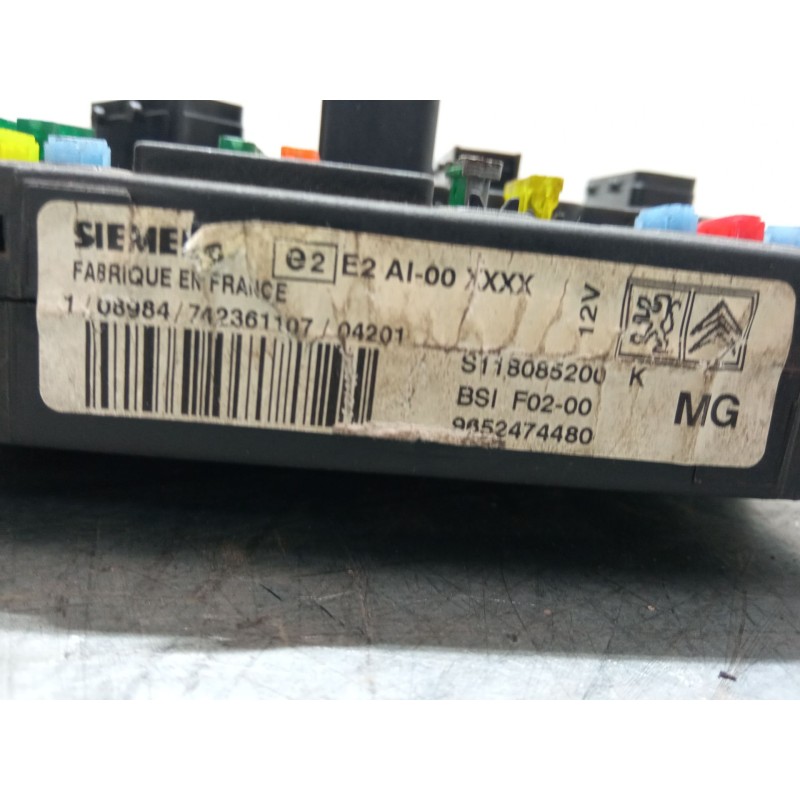 SIEMEN
e2 E2 AI-00 XXXX
FABRIQUE EN FRANCE
12V
1 / 08984 / 742361107 / 04201
S118085200 K
BSI F02-00
MG
9652474480